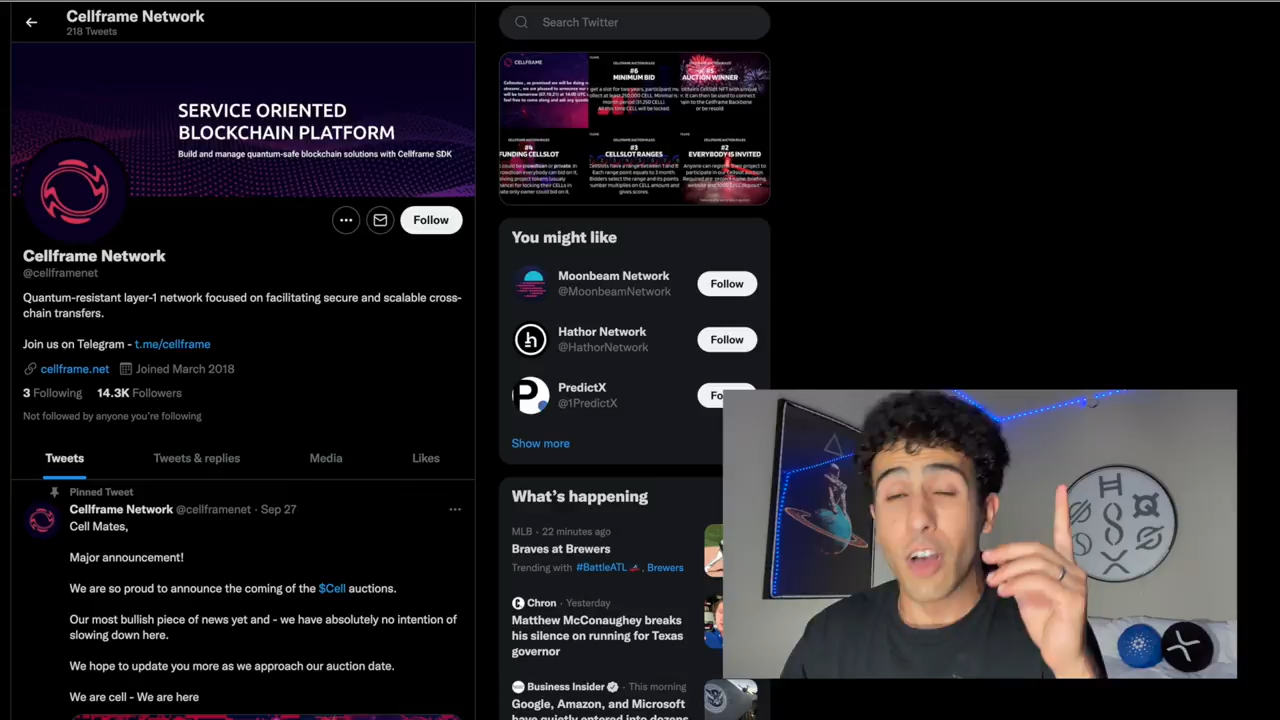 Cellframe Network
218 Tweets
SERVICE ORIENTED
BLOCKCHAIN PLATFORM
Build and manage quantum-safe blockchain solutions with Cellframe SDK
Follow
Cellframe Network
@cellframenet
Quantum-resistant layer-1 network focused on facilitating secure and scalable cross-
chain transfers.
Join us on Telegram - t.me/cellframe
cellframe.net Joined March 2018
3 Following 14.3K Followers
Not followed by anyone you're following
Tweets Tweets & replies Media Likes
Pinned Tweet
Cellframe Network @cellframenet · Sep 27
Cell Mates,
Major announcement!
We are so proud to announce the coming of the $Cell auctions.
Our most bullish piece of news yet and - we have absolutely no intention of
slowing down here.
We hope to update you more as we approach our auction date.
We are cell - We are here
Search Twitter
CELLFRAME
#6
MINIMUM BID
#5
AUCTION WINNER
#4
FUNDING CELLSLOT
#3
CELLSLOT RANGES
#2
EVERYBODY IS INVITED
You might like
Moonbeam Network
@MoonbeamNetwork
Follow
Hathor Network
@HathorNetwork
Follow
PredictX
@1PredictX
Fo
Show more
What's happening
MLB · 22 minutes ago
Braves at Brewers
Trending with #BattleATL, Brewers
Chron · Yesterday
Matthew McConaughey breaks
his silence on running for Texas
governor
Business Insider · This morning
Google, Amazon, and Microsoft
have quietly entered into dozens